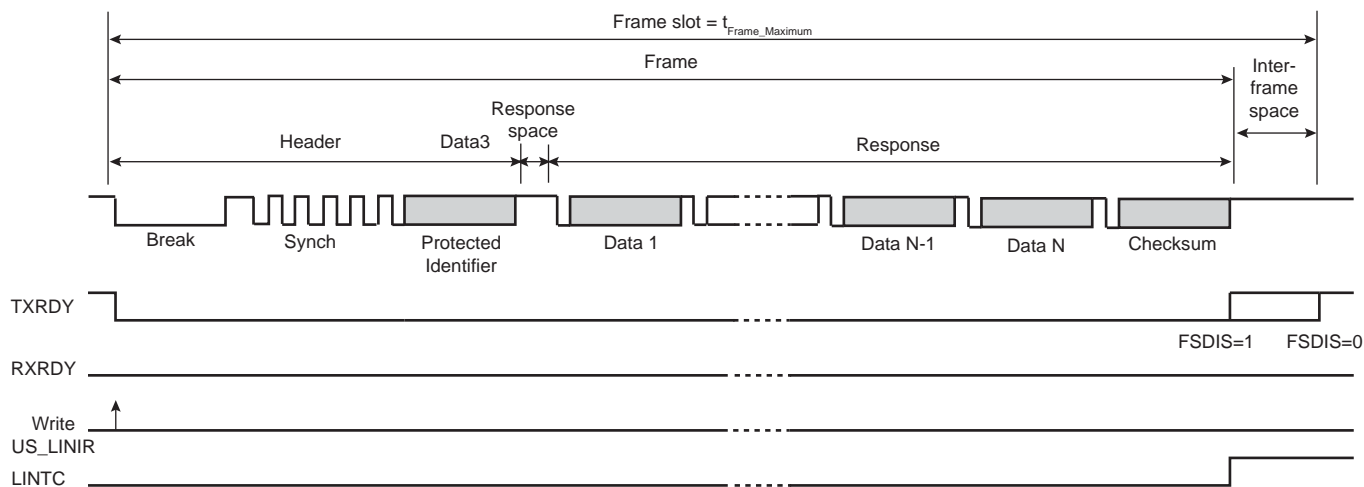 Frame slot = tFrame_Maximum
Frame
Inter-
frame
space
Response
space
Header
Data3
Response
Break
Synch
Protected
Identifier
Data 1
Data N-1
Data N
Checksum
TXRDY
FSDIS=1
FSDIS=0
RXRDY
Write
US_LINIR
LINTC